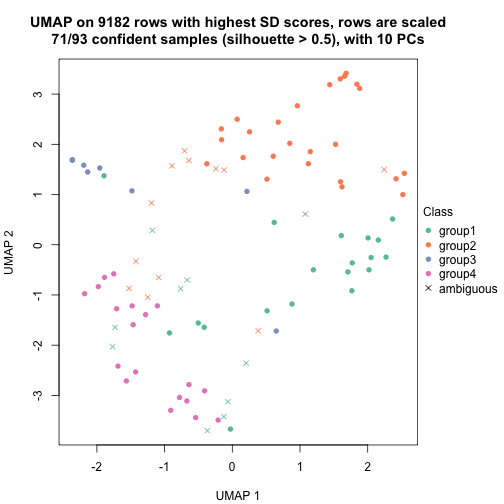 UMAP on 9182 rows with highest SD scores, rows are scaled
71/93 confident samples (silhouette > 0.5), with 10 PCs
UMAP 2
3
2
1
0
-1
-2
-3
-2
-1
0
1
2
UMAP 1
Class
group1
group2
group3
group4
ambiguous